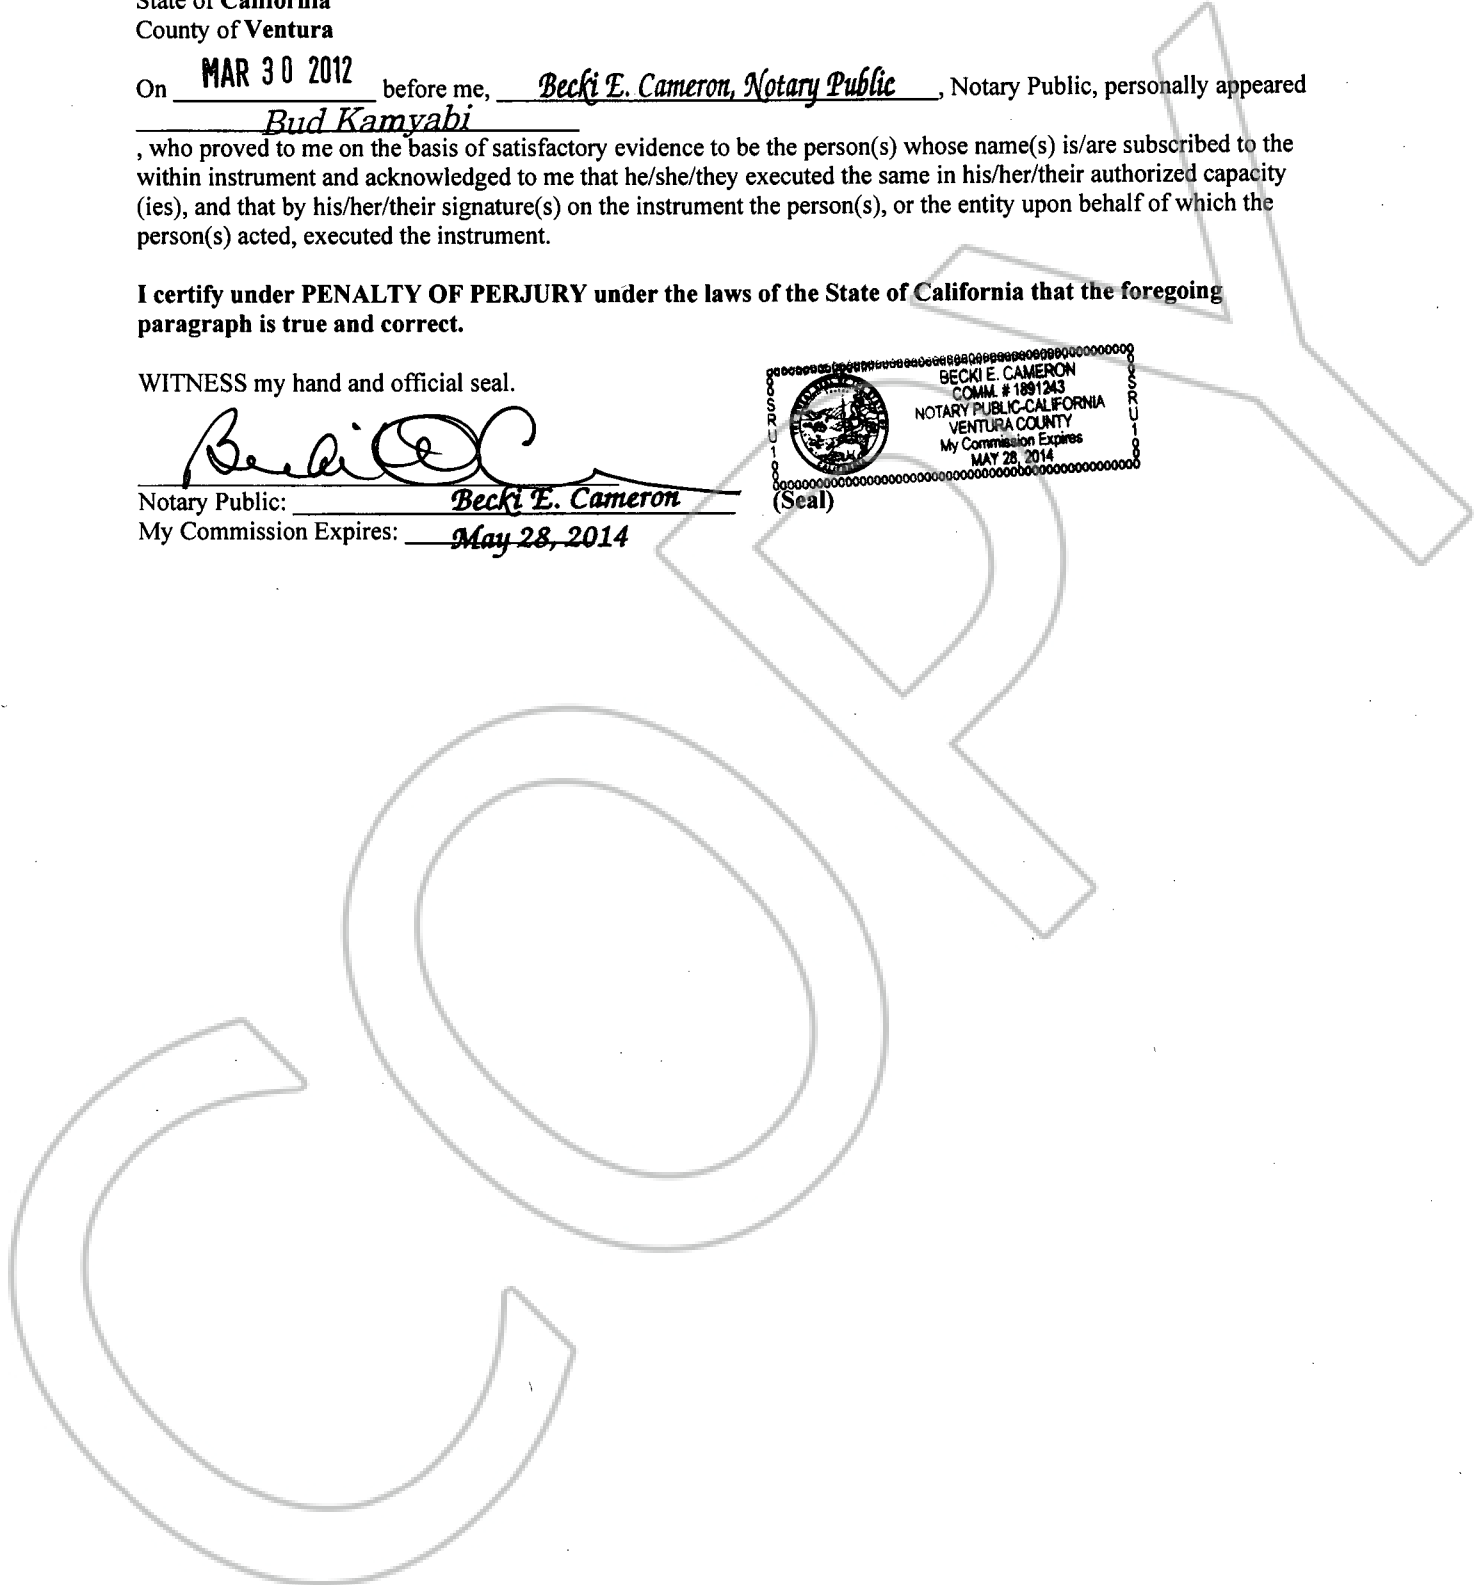 State of California
County of Ventura
On MAR 30 2012 before me, Becki E. Cameron, Notary Public , Notary Public, personally appeared
Bud Kamyabi
, who proved to me on the basis of satisfactory evidence to be the person(s) whose name(s) is/are subscribed to the
within instrument and acknowledged to me that he/she/they executed the same in his/her/their authorized capacity
(ies), and that by his/her/their signature(s) on the instrument the person(s), or the entity upon behalf of which the
person(s) acted, executed the instrument.
I certify under PENALTY OF PERJURY under the laws of the State of California that the foregoing
paragraph is true and correct.
WITNESS my hand and official seal.
Notary Public: Becki E. Cameron
My Commission Expires: May 28, 2014
BECKI E. CAMERON
COMM. # 1891243
NOTARY PUBLIC-CALIFORNIA
VENTURA COUNTY
My Commission Expires
MAY 28, 2014
(Seal)
COPY